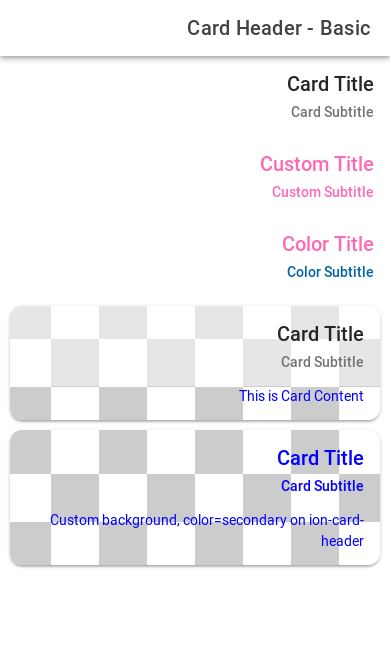 Card Header - Basic
Card Title
Card Subtitle
Custom Title
Custom Subtitle
Color Title
Color Subtitle
Card Title
Card Subtitle
This is Card Content
Card Title
Card Subtitle
Custom background, color=secondary on ion-card-
header